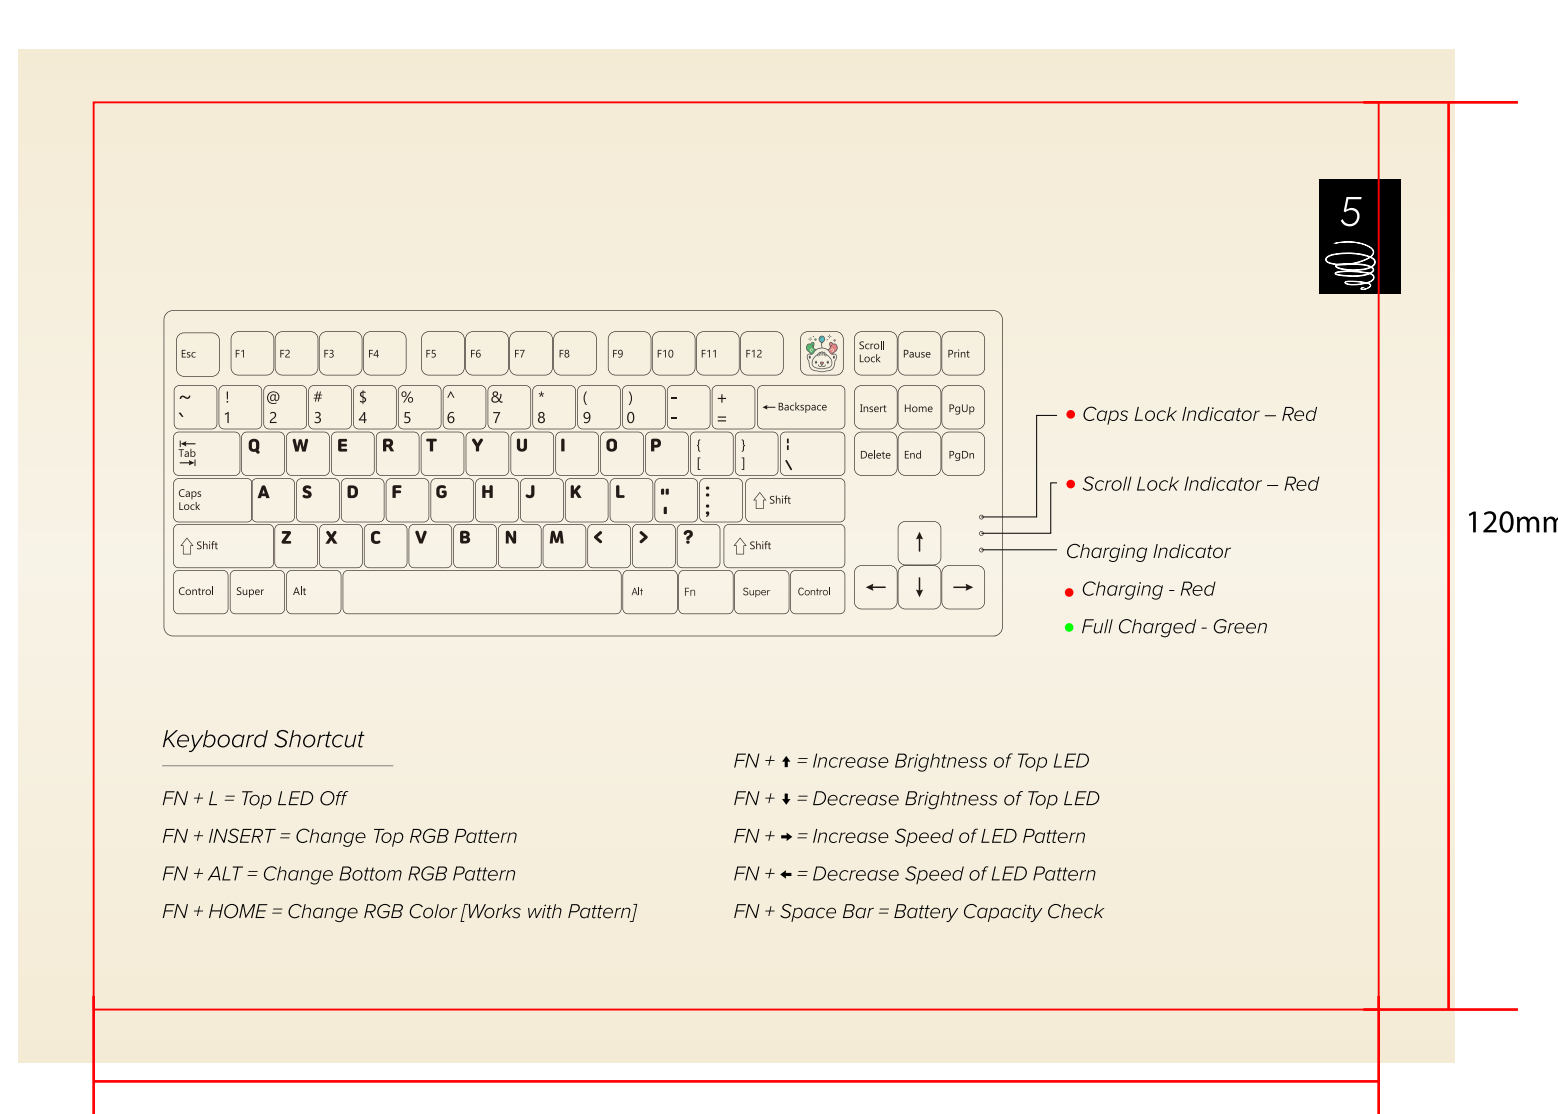 5
Esc F1 F2 F3 F4 F5 F6 F7 F8 F9 F10 F11 F12 Scroll Lock Pause Print
~ ` ! 1 @ 2 # 3 $ 4 % 5 ^ 6 & 7 * 8 ( 9 ) 0 - - + = ←Backspace Insert Home PgUp
Tab Q W E R T Y U I O P { [ } ] ¦ \ Delete End PgDn
Caps Lock A S D F G H J K L " ' : ; ⇧ Shift
⇧ Shift Z X C V B N M < > ? ⇧ Shift ↑
Control Super Alt Alt Fn Super Control ← ↓ →
Caps Lock Indicator – Red
Scroll Lock Indicator – Red
Charging Indicator
Charging - Red
Full Charged - Green
120mm
Keyboard Shortcut
FN + L = Top LED Off
FN + INSERT = Change Top RGB Pattern
FN + ALT = Change Bottom RGB Pattern
FN + HOME = Change RGB Color [Works with Pattern]
FN + ↑ = Increase Brightness of Top LED
FN + ↓ = Decrease Brightness of Top LED
FN + → = Increase Speed of LED Pattern
FN + ← = Decrease Speed of LED Pattern
FN + Space Bar = Battery Capacity Check